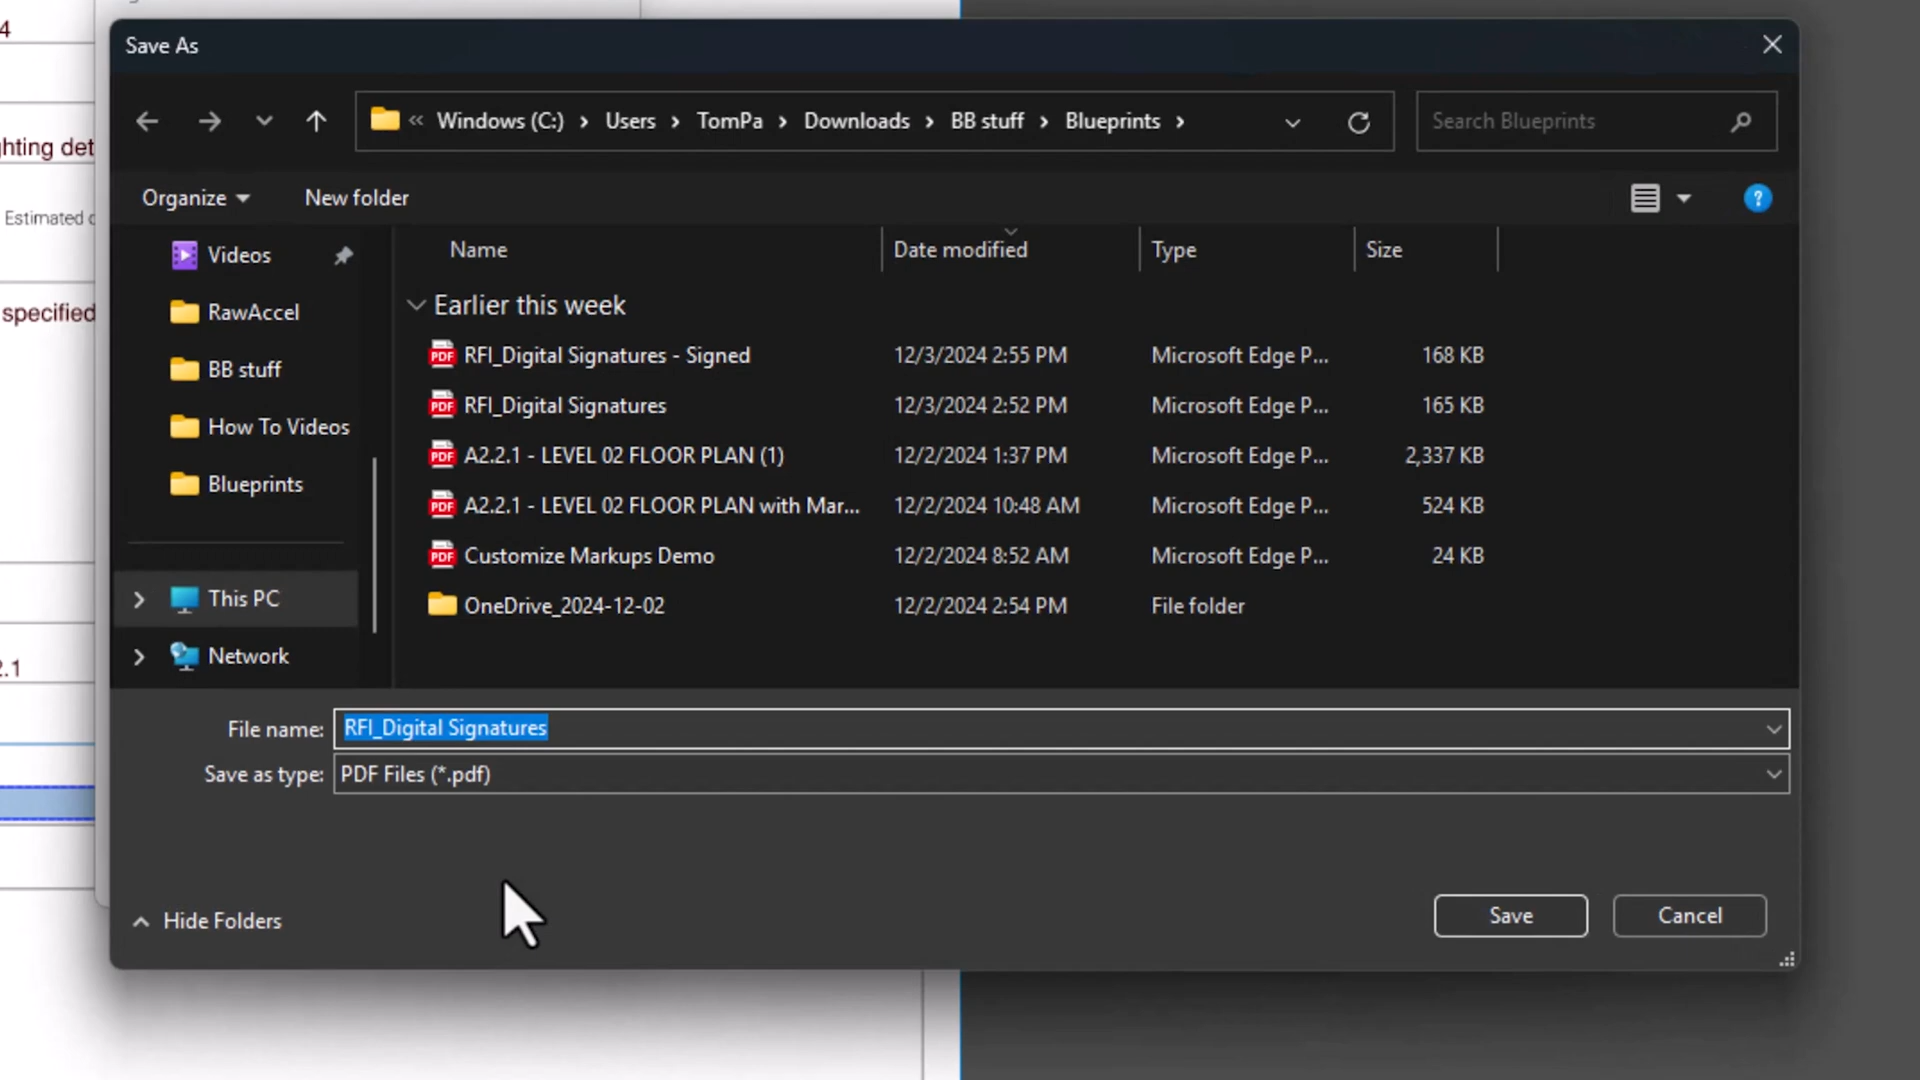 4
Save As
« Windows (C:) › Users › TomPa › Downloads › BB stuff › Blueprints ›
Search Blueprints
ghting det
Organize
New folder
?
Estimated
Videos
Name
Date modified
Type
Size
RawAccel
Earlier this week
specified
RFI_Digital Signatures - Signed
12/3/2024 2:55 PM
Microsoft Edge P...
168 KB
BB stuff
RFI_Digital Signatures
12/3/2024 2:52 PM
Microsoft Edge P...
165 KB
How To Videos
A2.2.1 - LEVEL 02 FLOOR PLAN (1)
12/2/2024 1:37 PM
Microsoft Edge P...
2,337 KB
Blueprints
A2.2.1 - LEVEL 02 FLOOR PLAN with Mar...
12/2/2024 10:48 AM
Microsoft Edge P...
524 KB
Customize Markups Demo
12/2/2024 8:52 AM
Microsoft Edge P...
24 KB
This PC
OneDrive_2024-12-02
12/2/2024 2:54 PM
File folder
Network
2.1
File name: RFI_Digital Signatures
Save as type: PDF Files (*.pdf)
Hide Folders
Save
Cancel